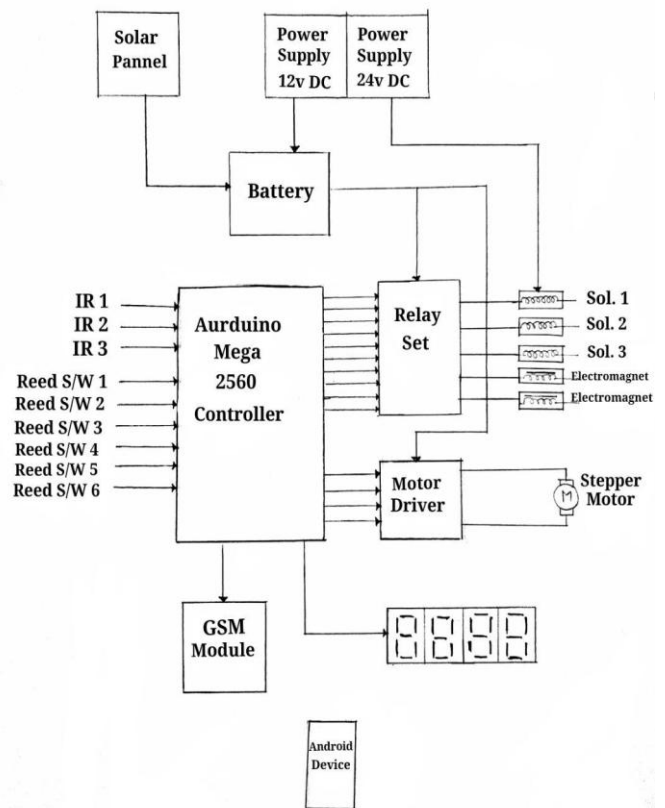 Solar
Pannel
Power
Supply
12v DC
Power
Supply
24v DC
Battery
IR 1
IR 2
IR 3
Reed S/W 1
Reed S/W 2
Reed S/W 3
Reed S/W 4
Reed S/W 5
Reed S/W 6
Aurduino
Mega
2560
Controller
Relay
Set
Sol. 1
Sol. 2
Sol. 3
Electromagnet
Electromagnet
Motor
Driver
M
Stepper
Motor
GSM
Module
8888
Android
Device